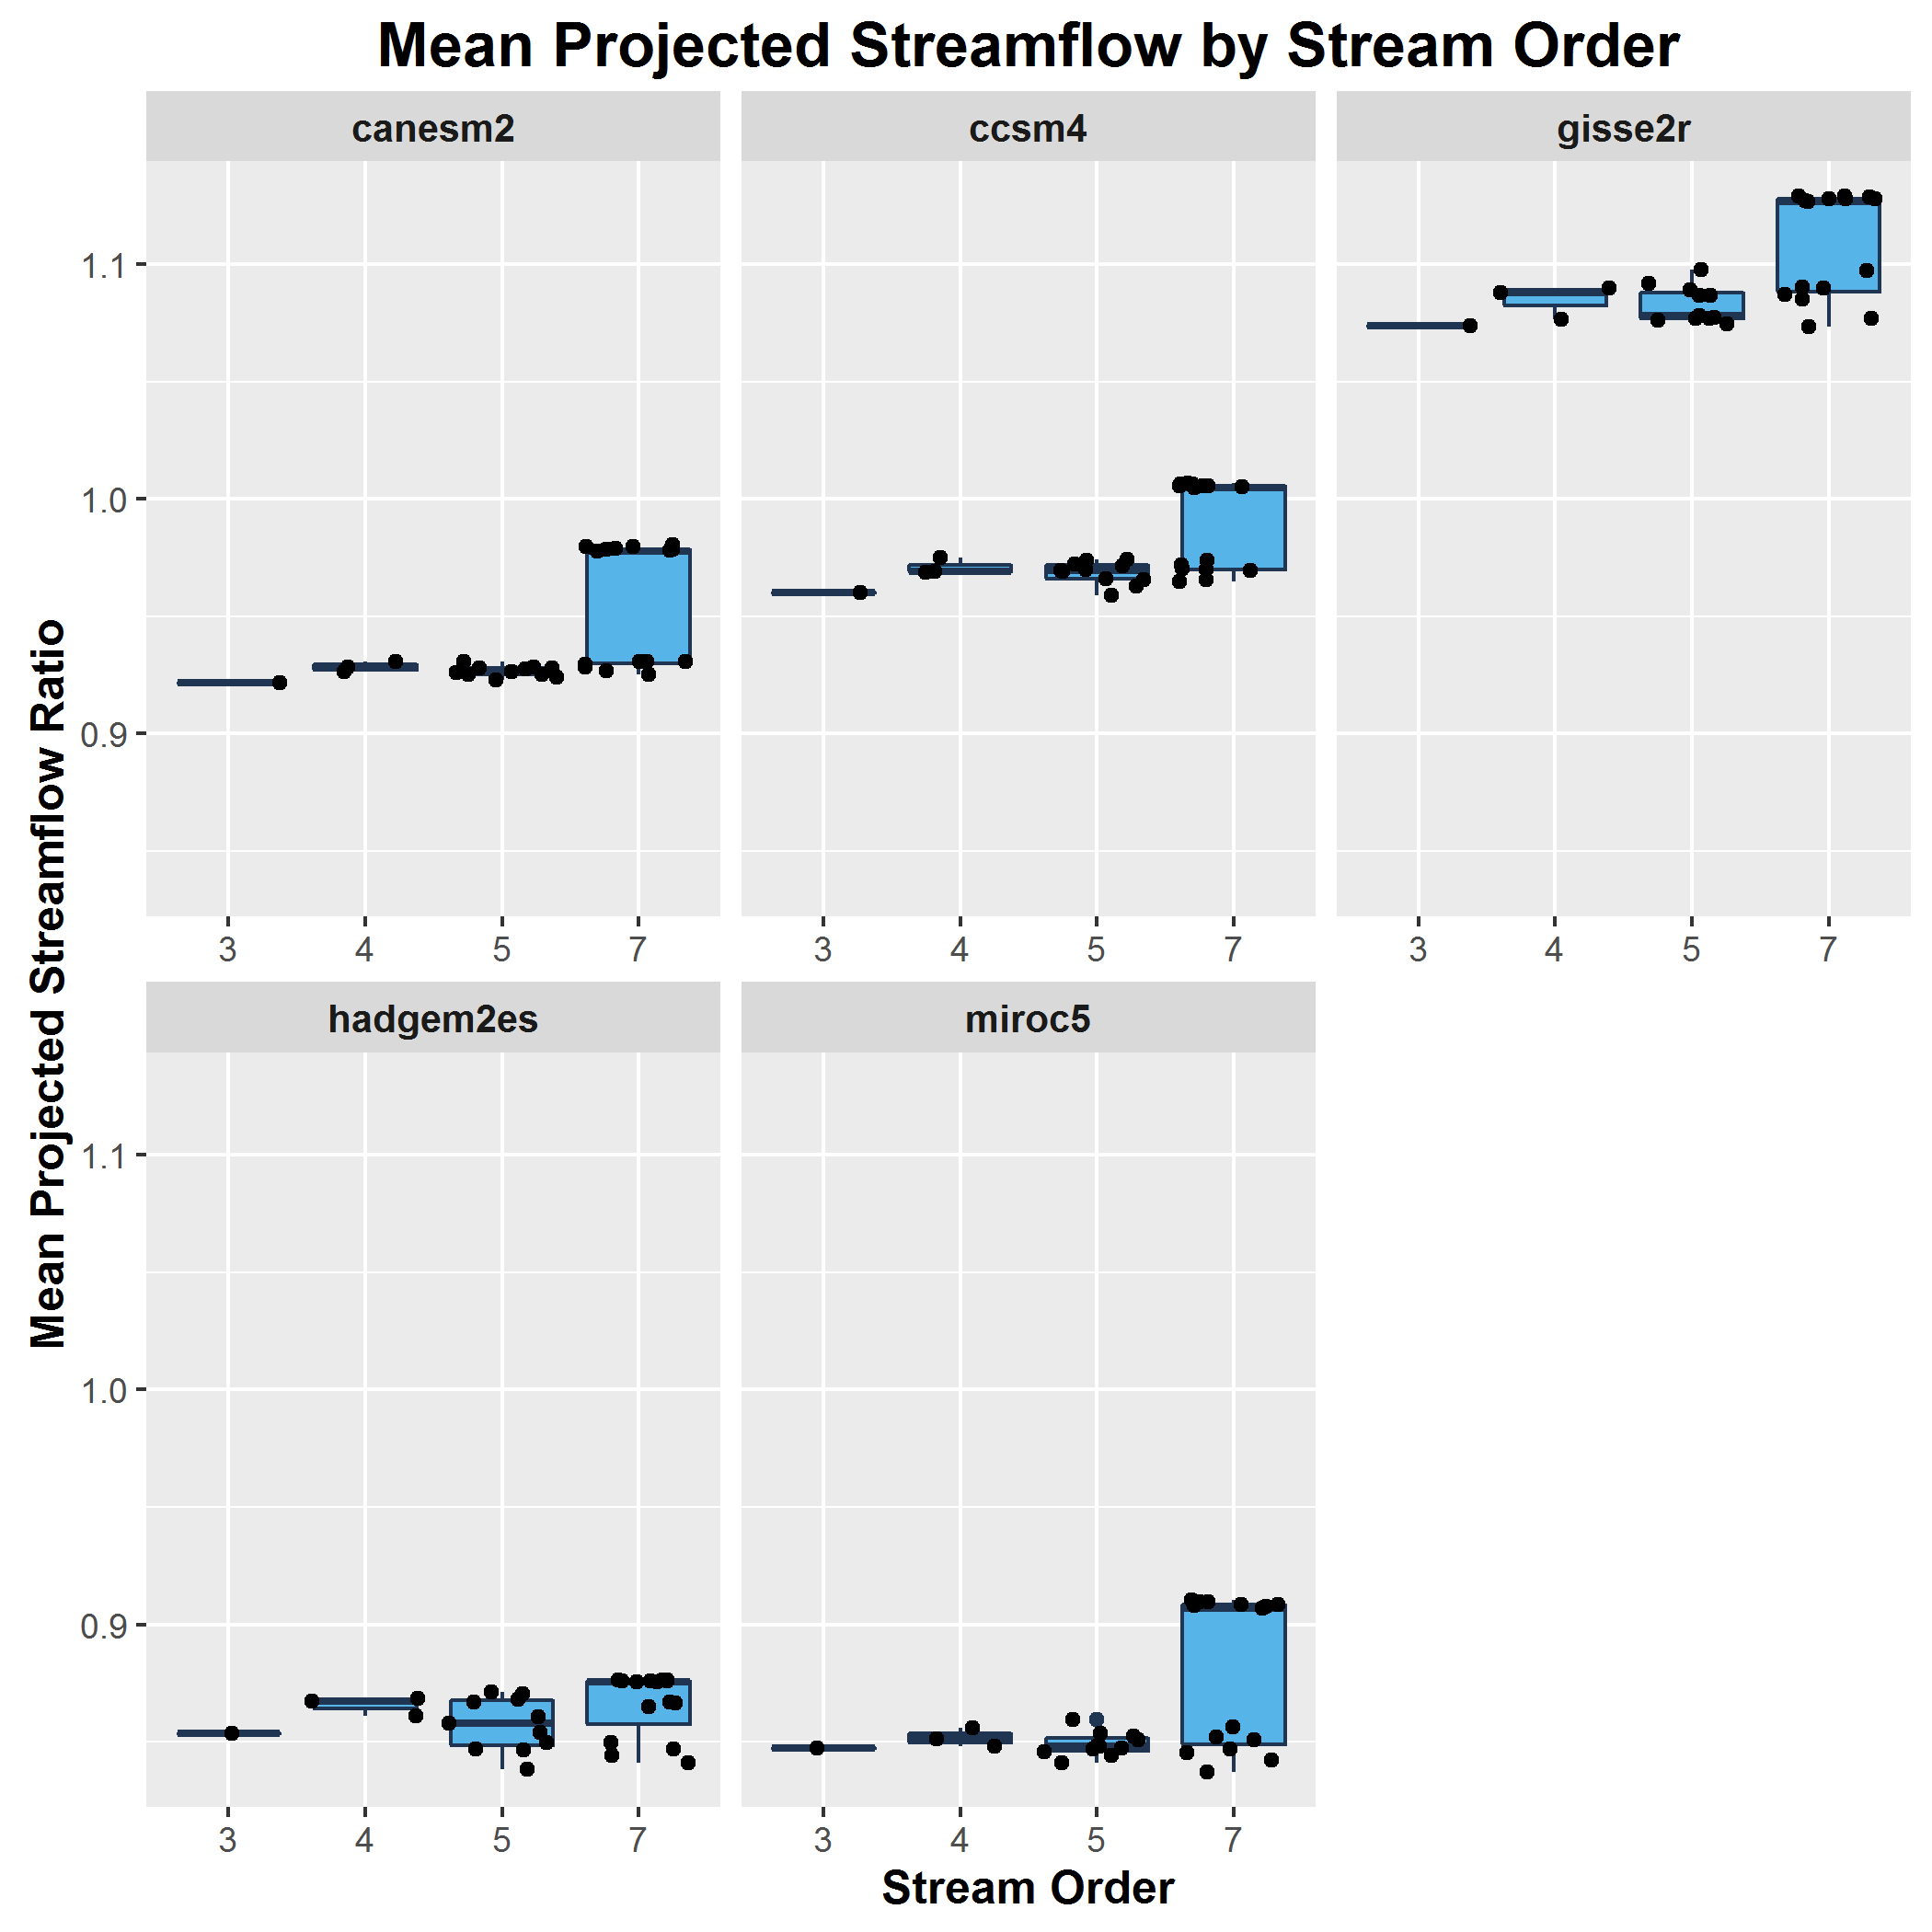 Mean Projected Streamflow by Stream Order
canesm2 ccsm4 gisse2r
1.1
1.0
0.9
3 4 5 7 3 4 5 7 3 4 5 7
Mean Projected Streamflow Ratio
hadgem2es miroc5
1.1
1.0
0.9
3 4 5 7 3 4 5 7
Stream Order